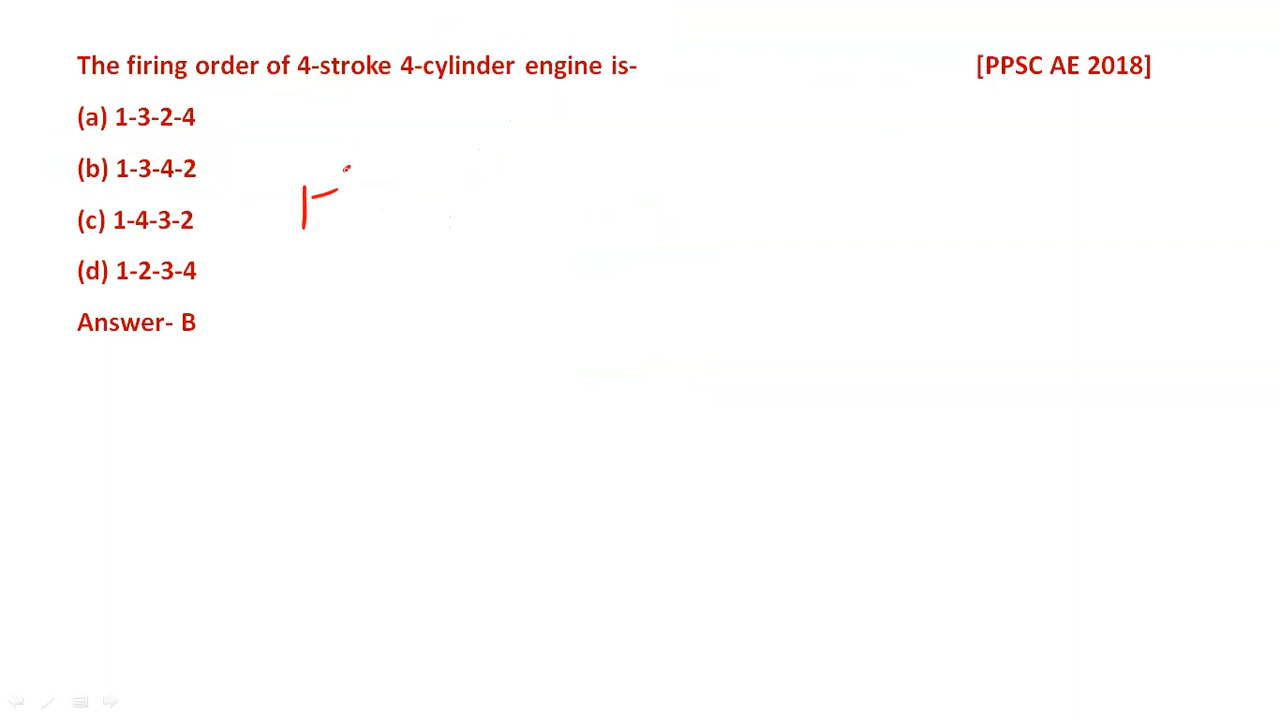 The firing order of 4-stroke 4-cylinder engine is- [PPSC AE 2018]
(a) 1-3-2-4
(b) 1-3-4-2
1-
(c) 1-4-3-2
(d) 1-2-3-4
Answer- B